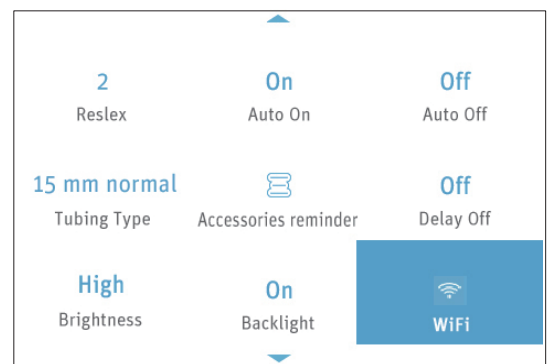 2 On Off
Reslex Auto On Auto Off
15 mm normal Off
Tubing Type Accessories reminder Delay Off
High On
Brightness Backlight WiFi